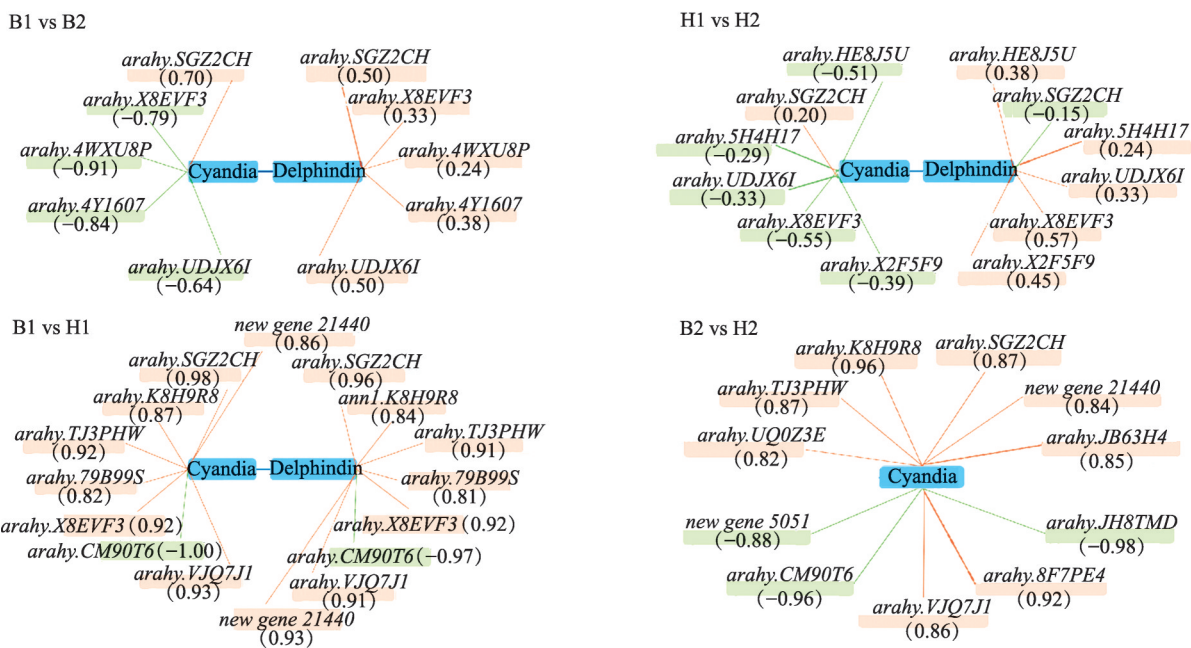 B1 vs B2
arahy.SGZ2CH
(0.70)
arahy.X8EVF3
(−0.79)
arahy.4WXU8P
(−0.91)
arahy.4Y1607
(−0.84)
arahy.UDJX6I
(−0.64)
Cyandia
Delphindin
arahy.SGZ2CH
(0.50)
arahy.X8EVF3
(0.33)
arahy.4WXU8P
(0.24)
arahy.4Y1607
(0.38)
arahy.UDJX6I
(0.50)
H1 vs H2
arahy.HE8J5U
(−0.51)
arahy.SGZ2CH
(0.20)
arahy.5H4H17
(−0.29)
arahy.UDJX6I
(−0.33)
arahy.X8EVF3
(−0.55)
arahy.X2F5F9
(−0.39)
Cyandia
Delphindin
arahy.HE8J5U
(0.38)
arahy.SGZ2CH
(−0.15)
arahy.5H4H17
(0.24)
arahy.UDJX6I
(0.33)
arahy.X8EVF3
(0.57)
arahy.X2F5F9
(0.45)
B1 vs H1
new gene 21440
(0.86)
arahy.SGZ2CH
(0.98)
arahy.K8H9R8
(0.87)
arahy.TJ3PHW
(0.92)
arahy.79B99S
(0.82)
arahy.X8EVF3 (0.92)
arahy.CM90T6(−1.00)
arahy.VJQ7J1
(0.93)
Cyandia
Delphindin
arahy.SGZ2CH
(0.96)
ann1.K8H9R8
(0.84)
arahy.TJ3PHW
(0.91)
arahy.79B99S
(0.81)
arahy.X8EVF3 (0.92)
arahy.CM90T6(−0.97)
arahy.VJQ7J1
(0.91)
new gene 21440
(0.93)
B2 vs H2
arahy.K8H9R8
(0.96)
arahy.SGZ2CH
(0.87)
arahy.TJ3PHW
(0.87)
new gene 21440
(0.84)
arahy.UQ0Z3E
(0.82)
arahy.JB63H4
(0.85)
Cyandia
new gene 5051
(−0.88)
arahy.JH8TMD
(−0.98)
arahy.CM90T6
(−0.96)
arahy.8F7PE4
(0.92)
arahy.VJQ7J1
(0.86)